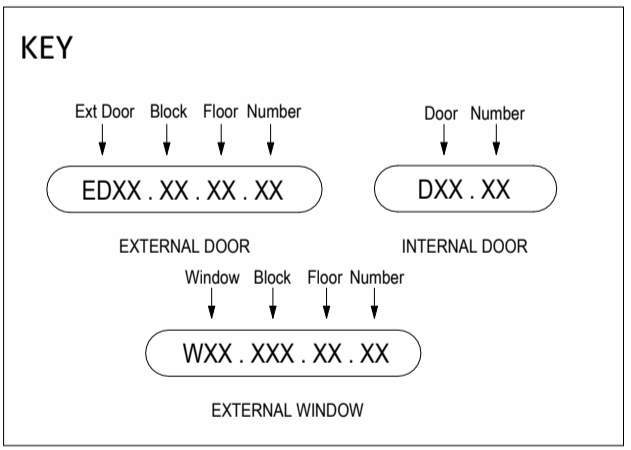 KEY
Ext Door Block Floor Number
EDXX . XX . XX . XX
EXTERNAL DOOR
Door Number
DXX . XX
INTERNAL DOOR
Window Block Floor Number
WXX . XXX . XX . XX
EXTERNAL WINDOW